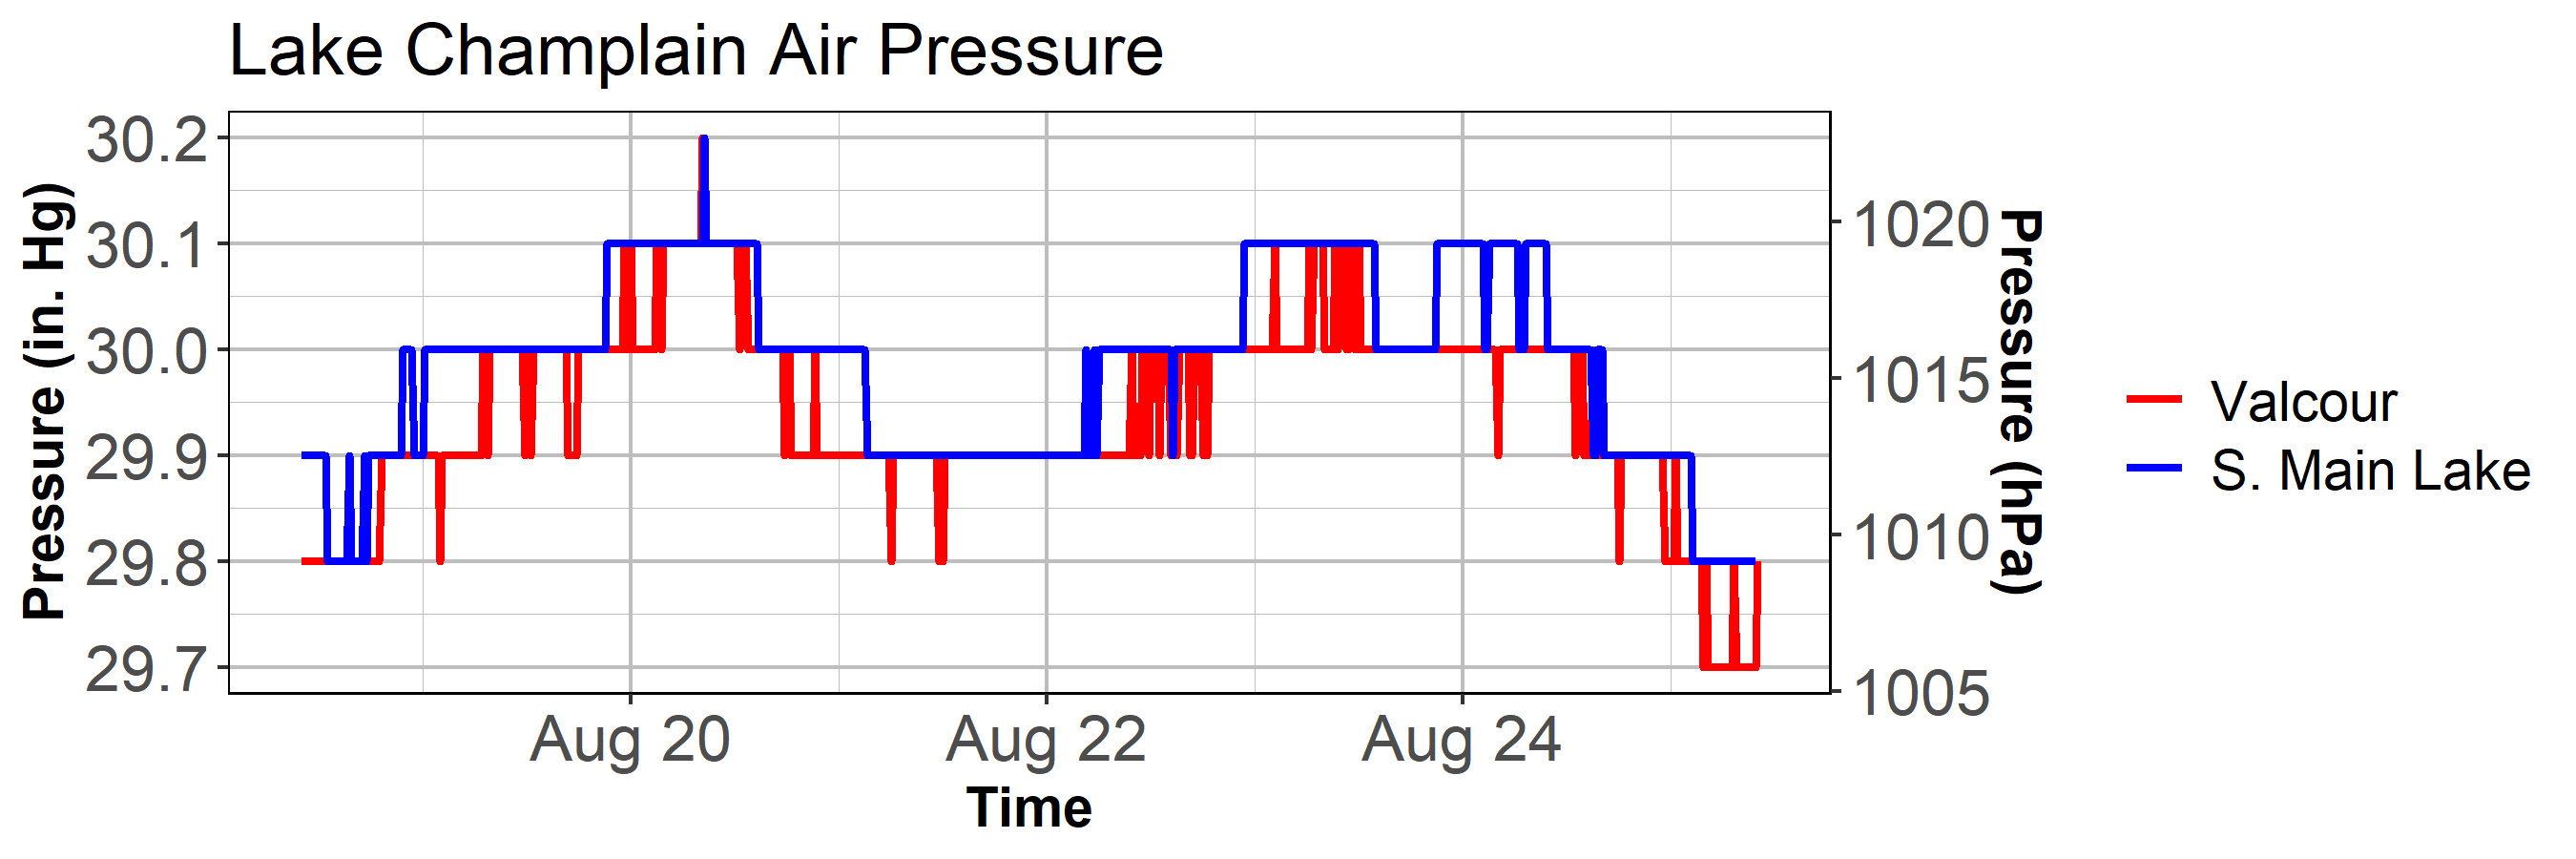 Lake Champlain Air Pressure
30.2
30.1
30.0
29.9
29.8
29.7
Pressure (in. Hg)
1020
1015
1010
1005
Pressure (hPa)
Aug 20
Aug 22
Aug 24
Time
Valcour
S. Main Lake